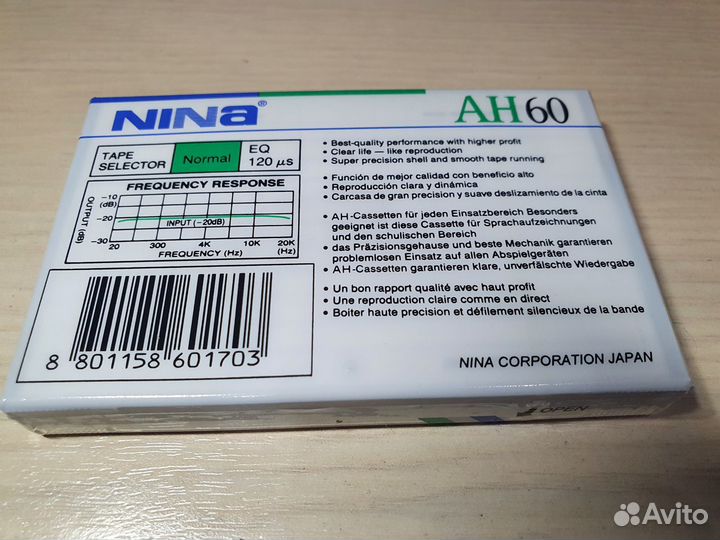 NINa®
AH60
TAPE
SELECTOR
Normal
EQ
120 μs
FREQUENCY RESPONSE
OUTPUT (dB)
-10
(dB)
-20
-30
INPUT (-20dB)
20 300 4K 10K 20K
FREQUENCY (Hz) (Hz)
8 801158 601703
• Best-quality performance with higher profit
• Clear life — like reproduction
• Super precision shell and smooth tape running
• Función de mejor calidad con beneficio alto
• Reproducción clara y dinámica
• Carcasa de gran precision y suave deslizamiento de la cinta
• AH-Cassetten für jeden Einsatzbereich Besonders
geeignet ist diese Cassette für Sprachaufzeichnungen
und den schulischen Bereich
• das Präzisionsgehause und beste Mechanik garantieren
problemlosen Einsatz auf allen Abspielgeräten
• AH-Cassetten garantieren klare, unverfälschte Wiedergabe
• Un bon rapport qualité avec haut profit
• Une reproduction claire comme en direct
• Boiter haute precision et défilement silencieux de la bande
NINA CORPORATION JAPAN
OPEN
Avito